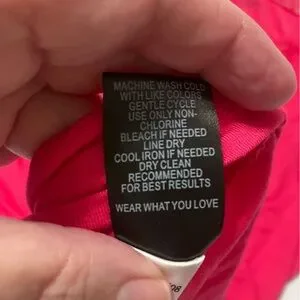 MACHINE WASH COLD
WITH LIKE COLORS
GENTLE CYCLE
USE ONLY NON-
CHLORINE
BLEACH IF NEEDED
LINE DRY
COOL IRON IF NEEDED
DRY CLEAN
RECOMMENDED
FOR BEST RESULTS
WEAR WHAT YOU LOVE